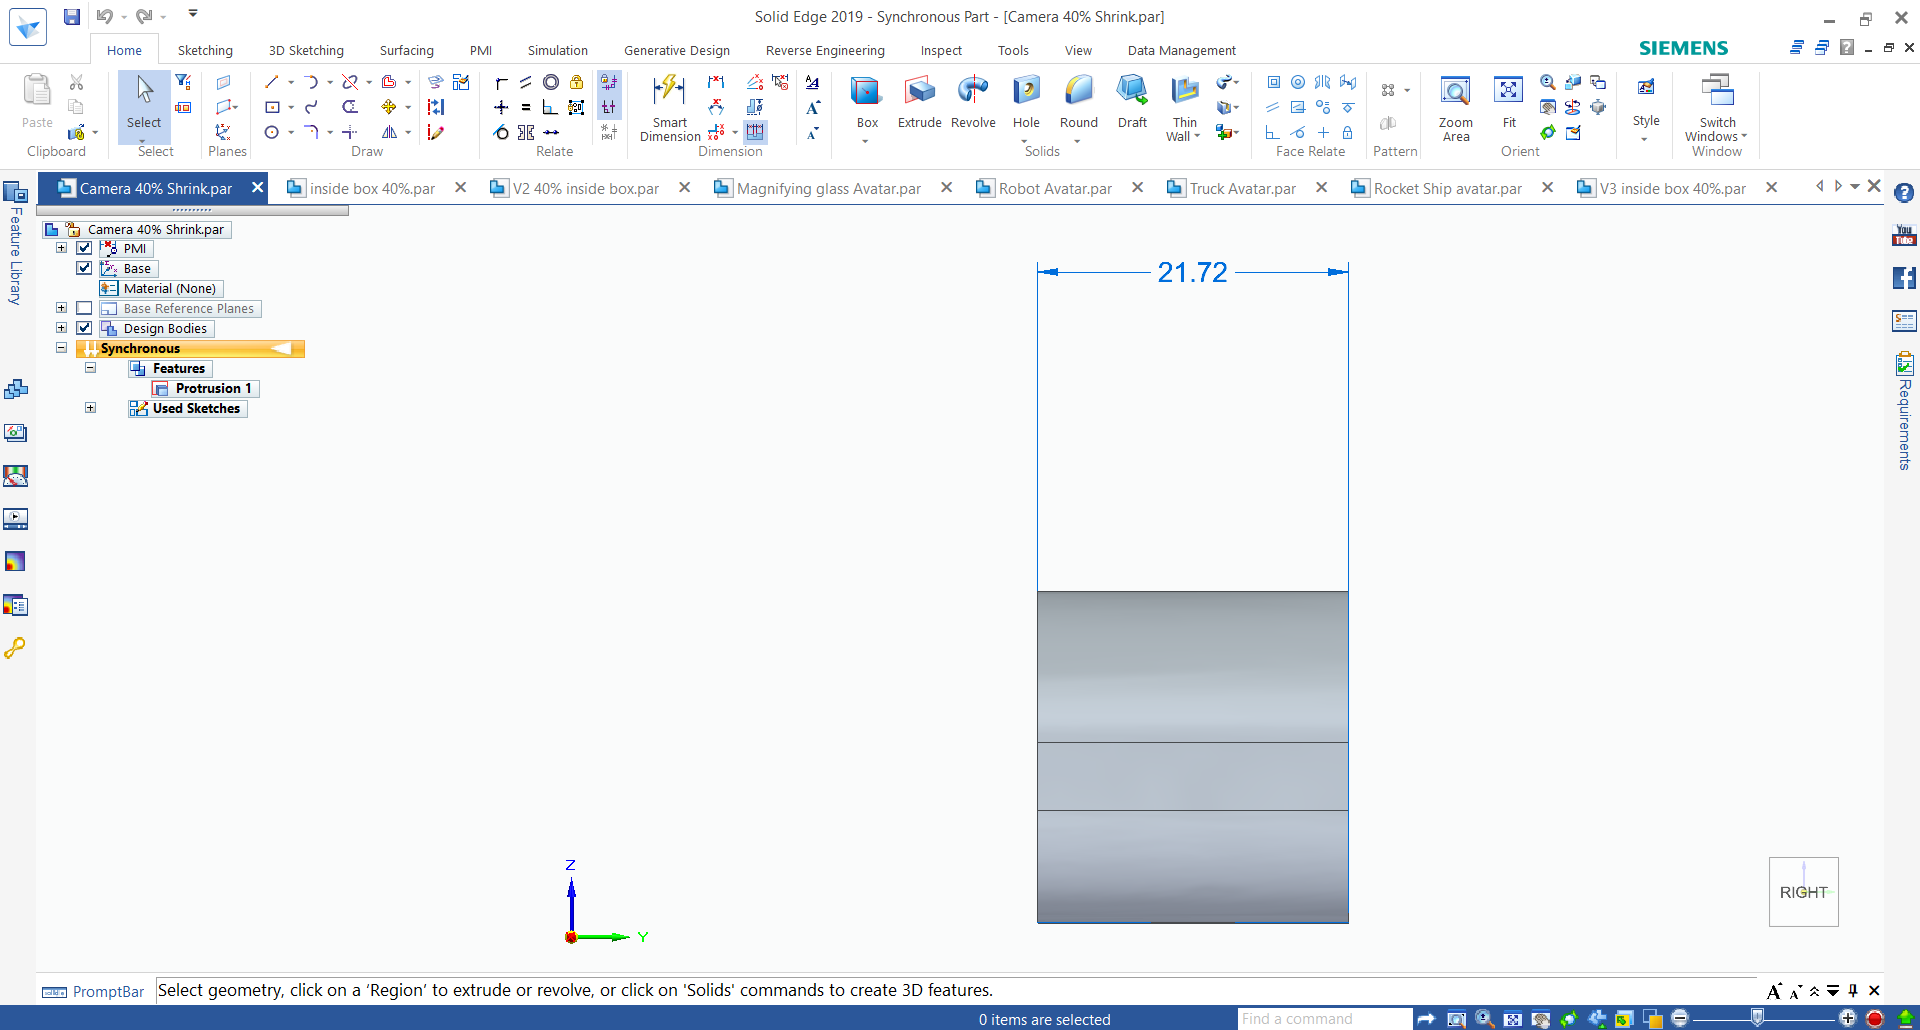 Solid Edge 2019 - Synchronous Part - [Camera 40% Shrink.par]
Home Sketching 3D Sketching Surfacing PMI Simulation Generative Design Reverse Engineering Inspect Tools View Data Management SIEMENS
Paste
Clipboard
Select
Select
Planes
Draw
Relate
Smart
Dimension
Dimension
Box Extrude Revolve Hole Round Draft Thin
Wall
Solids
Face Relate
Pattern
Zoom
Area
Fit
Orient
Style
Switch
Windows
Window
Camera 40% Shrink.par inside box 40%.par V2 40% inside box.par Magnifying glass Avatar.par Robot Avatar.par Truck Avatar.par Rocket Ship avatar.par V3 inside box 40%.par
Feature Library
Camera 40% Shrink.par
PMI
Base
Material (None)
Base Reference Planes
Design Bodies
Synchronous
Features
Protrusion 1
Used Sketches
21.72
You
Tube
Requirements
Z
Y
RIGHT
PromptBar Select geometry, click on a ‘Region’ to extrude or revolve, or click on 'Solids' commands to create 3D features.
0 items are selected Find a command